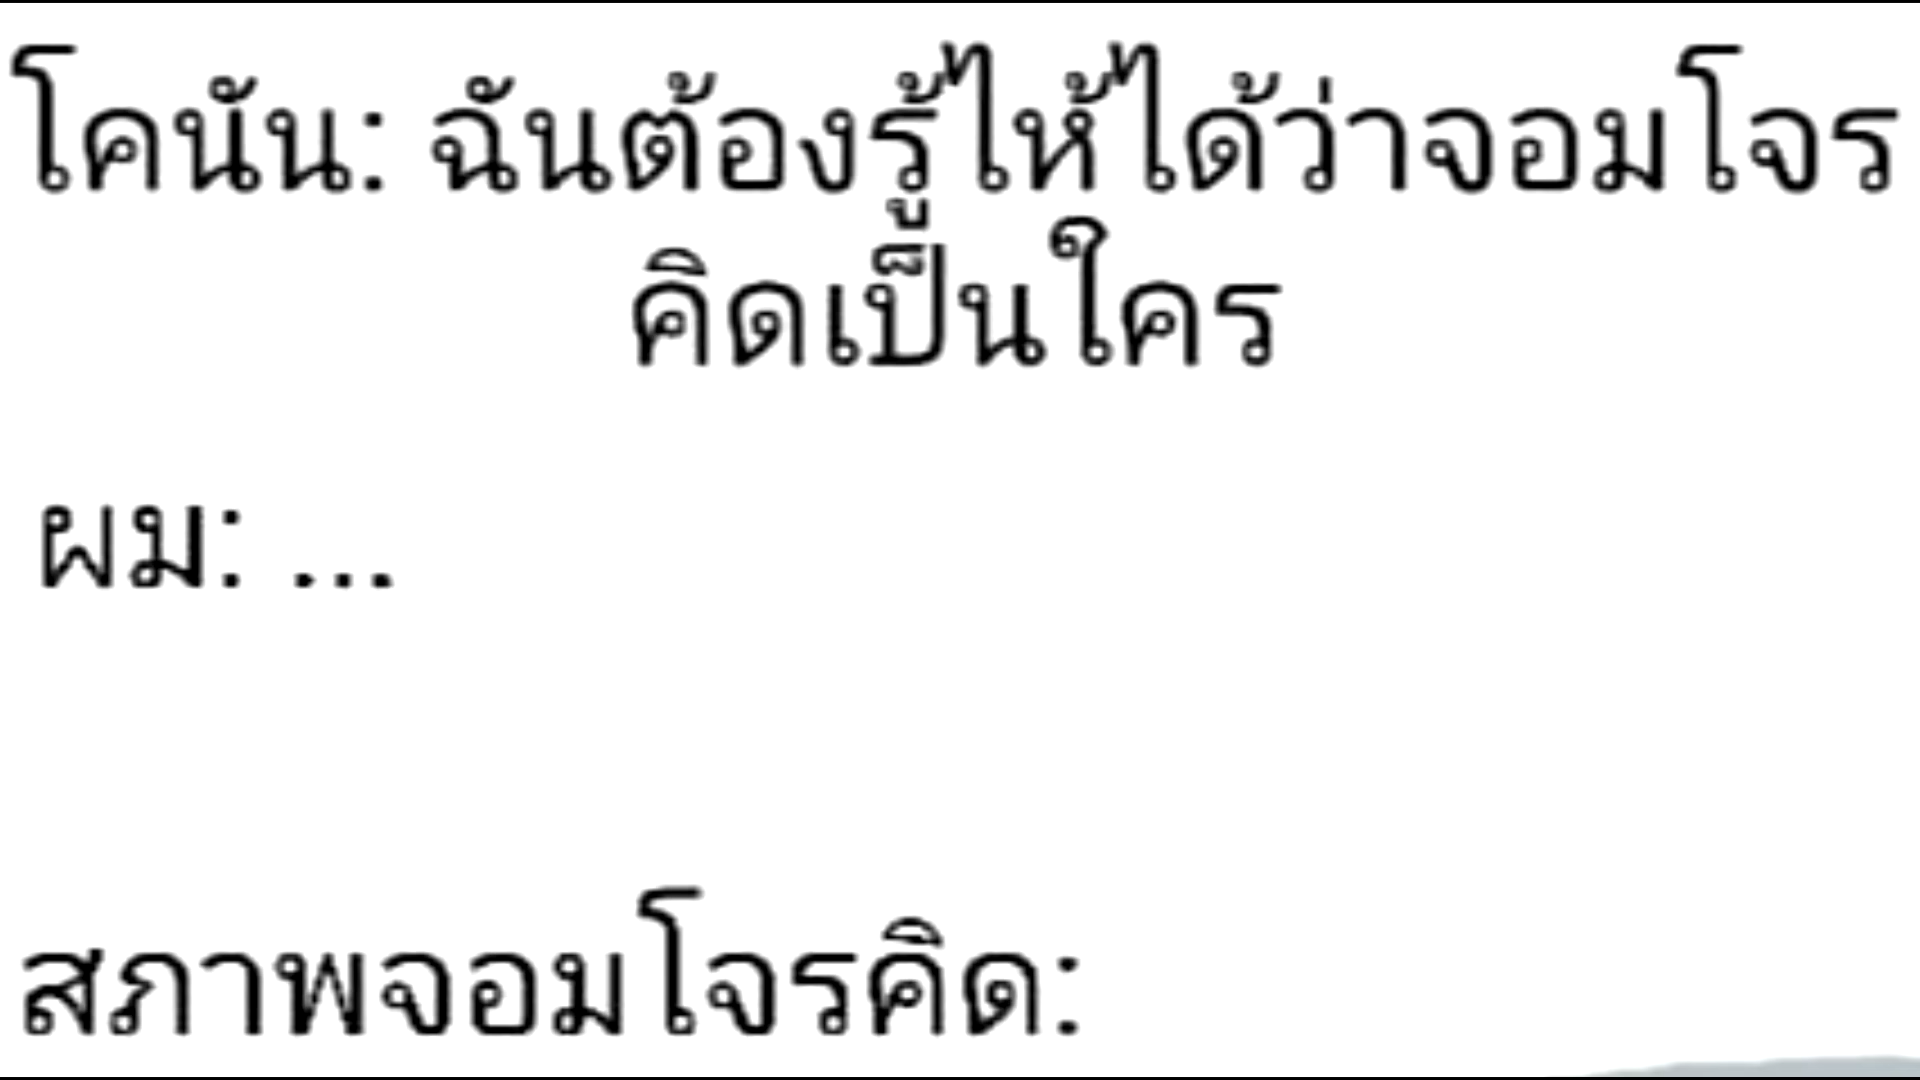 โคนัน: ฉันต้องรู้ไห้ได้ว่าจอมโจร
คิดเป็นใคร
ผม: ...
สภาพจอมโจรคิด: